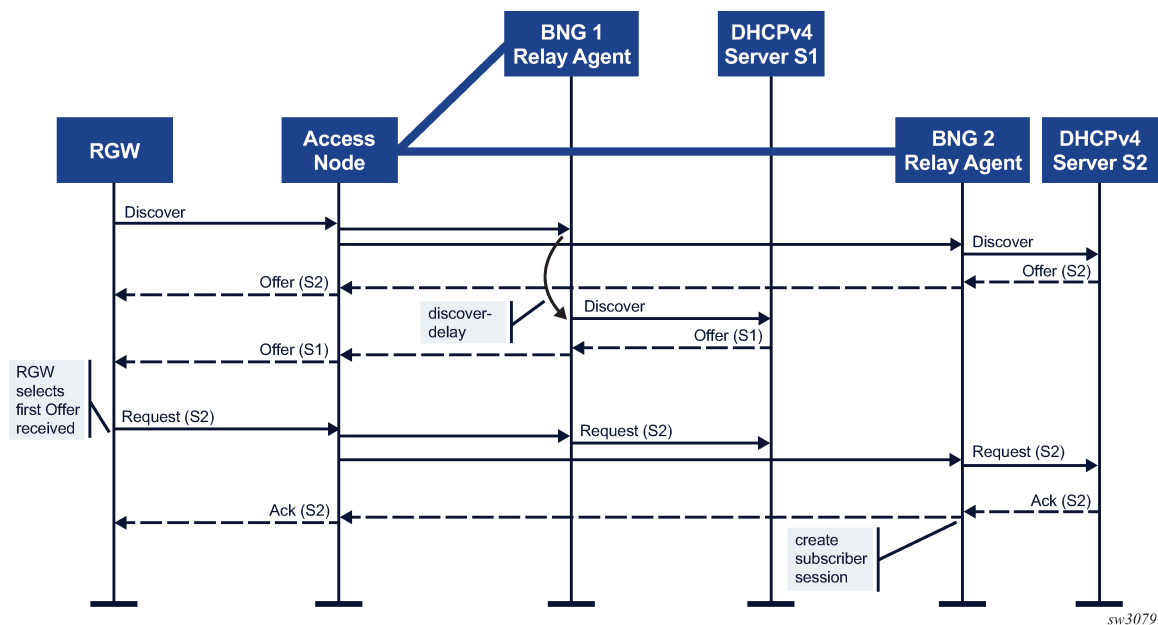 BNG 1
Relay Agent
DHCPv4
Server S1
RGW
Access
Node
BNG 2
Relay Agent
DHCPv4
Server S2
Discover
Discover
Offer (S2)
Offer (S2)
discover-
delay
Discover
Offer (S1)
Offer (S1)
RGW
selects
first Offer
received
Request (S2)
Request (S2)
Request (S2)
Ack (S2)
Ack (S2)
create
subscriber
session
sw3079